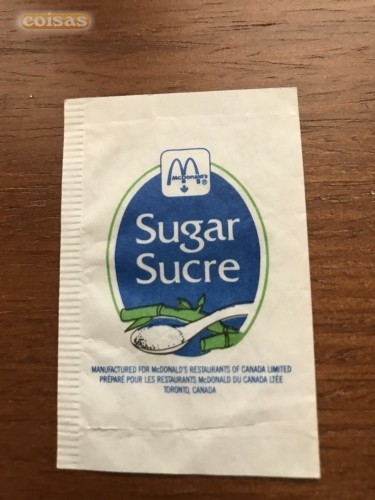 coisas
McDonald's ®
Sugar
Sucre
MANUFACTURED FOR McDONALD'S RESTAURANTS OF CANADA LIMITED
PRÉPARÉ POUR LES RESTAURANTS McDONALD DU CANADA LTÉE
TORONTO, CANADA